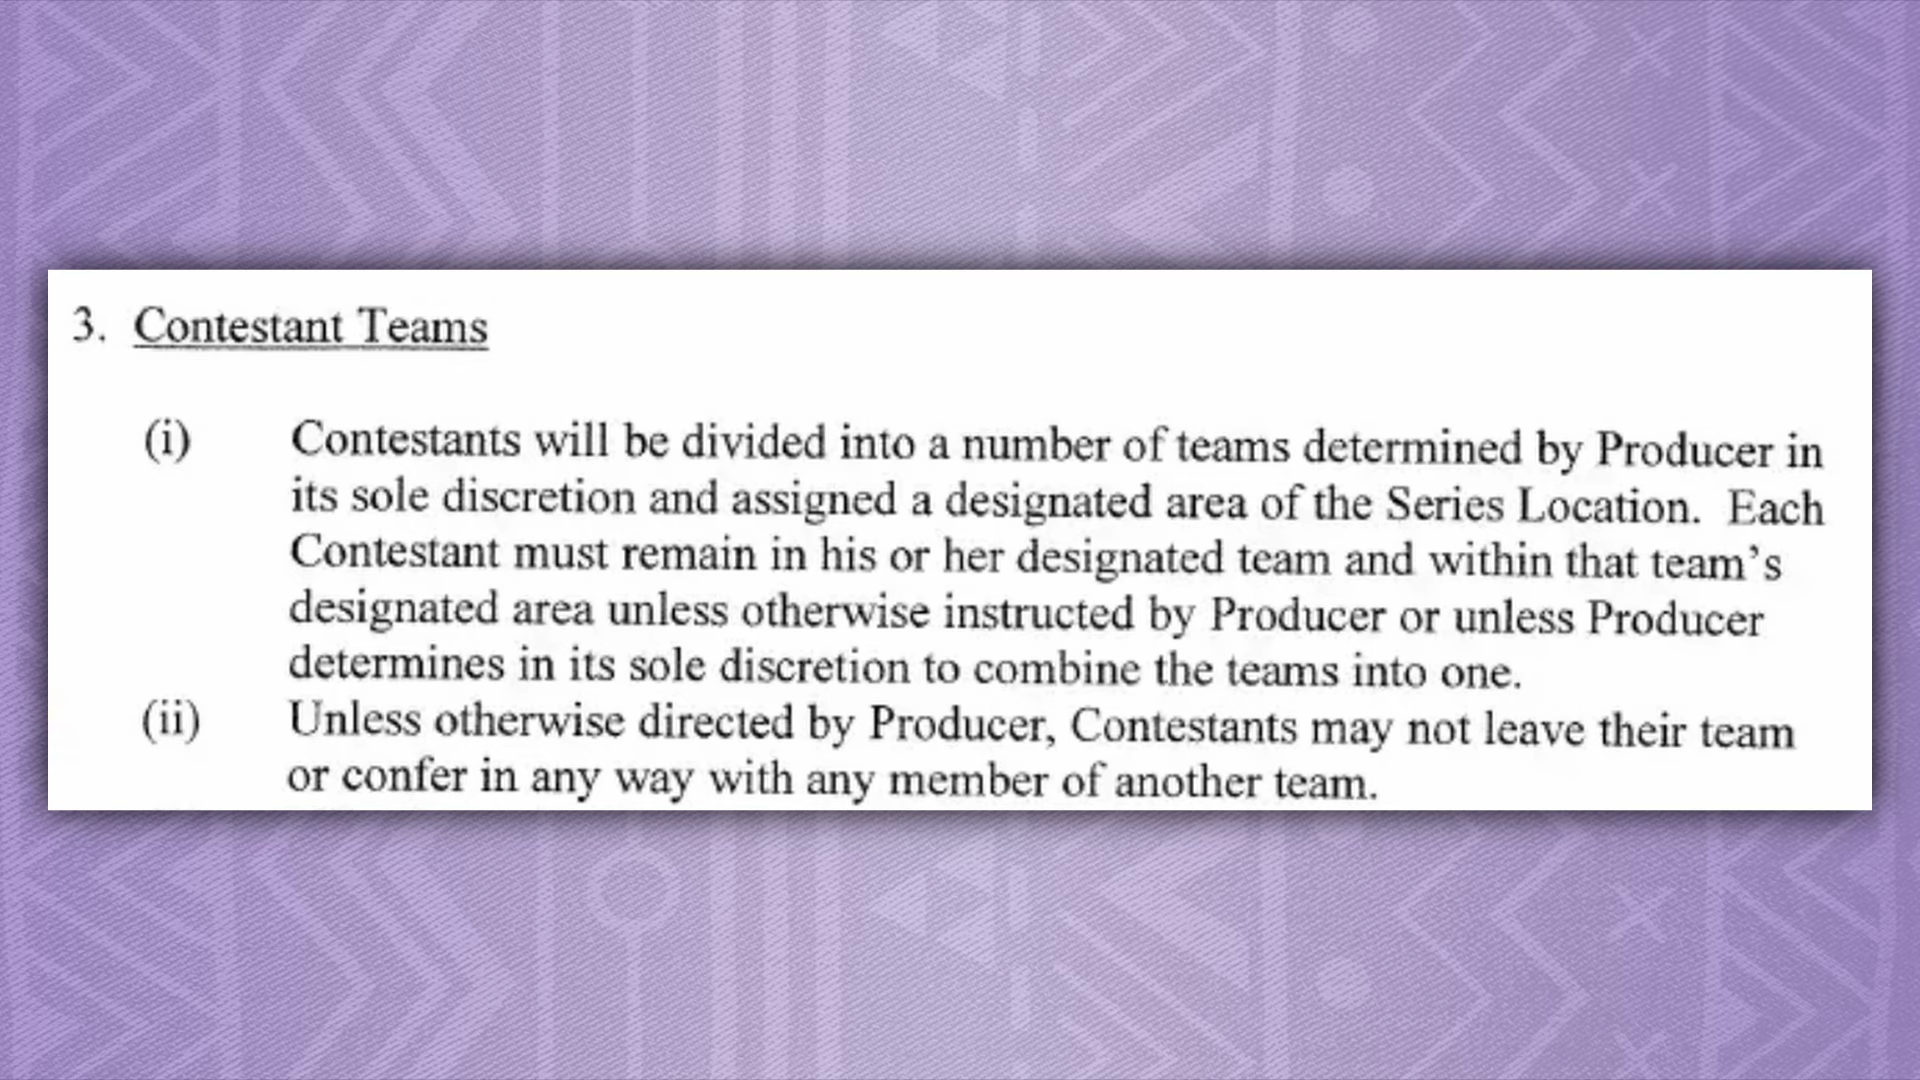 3. Contestant Teams
(i) Contestants will be divided into a number of teams determined by Producer in
its sole discretion and assigned a designated area of the Series Location. Each
Contestant must remain in his or her designated team and within that team's
designated area unless otherwise instructed by Producer or unless Producer
determines in its sole discretion to combine the teams into one.
(ii) Unless otherwise directed by Producer, Contestants may not leave their team
or confer in any way with any member of another team.